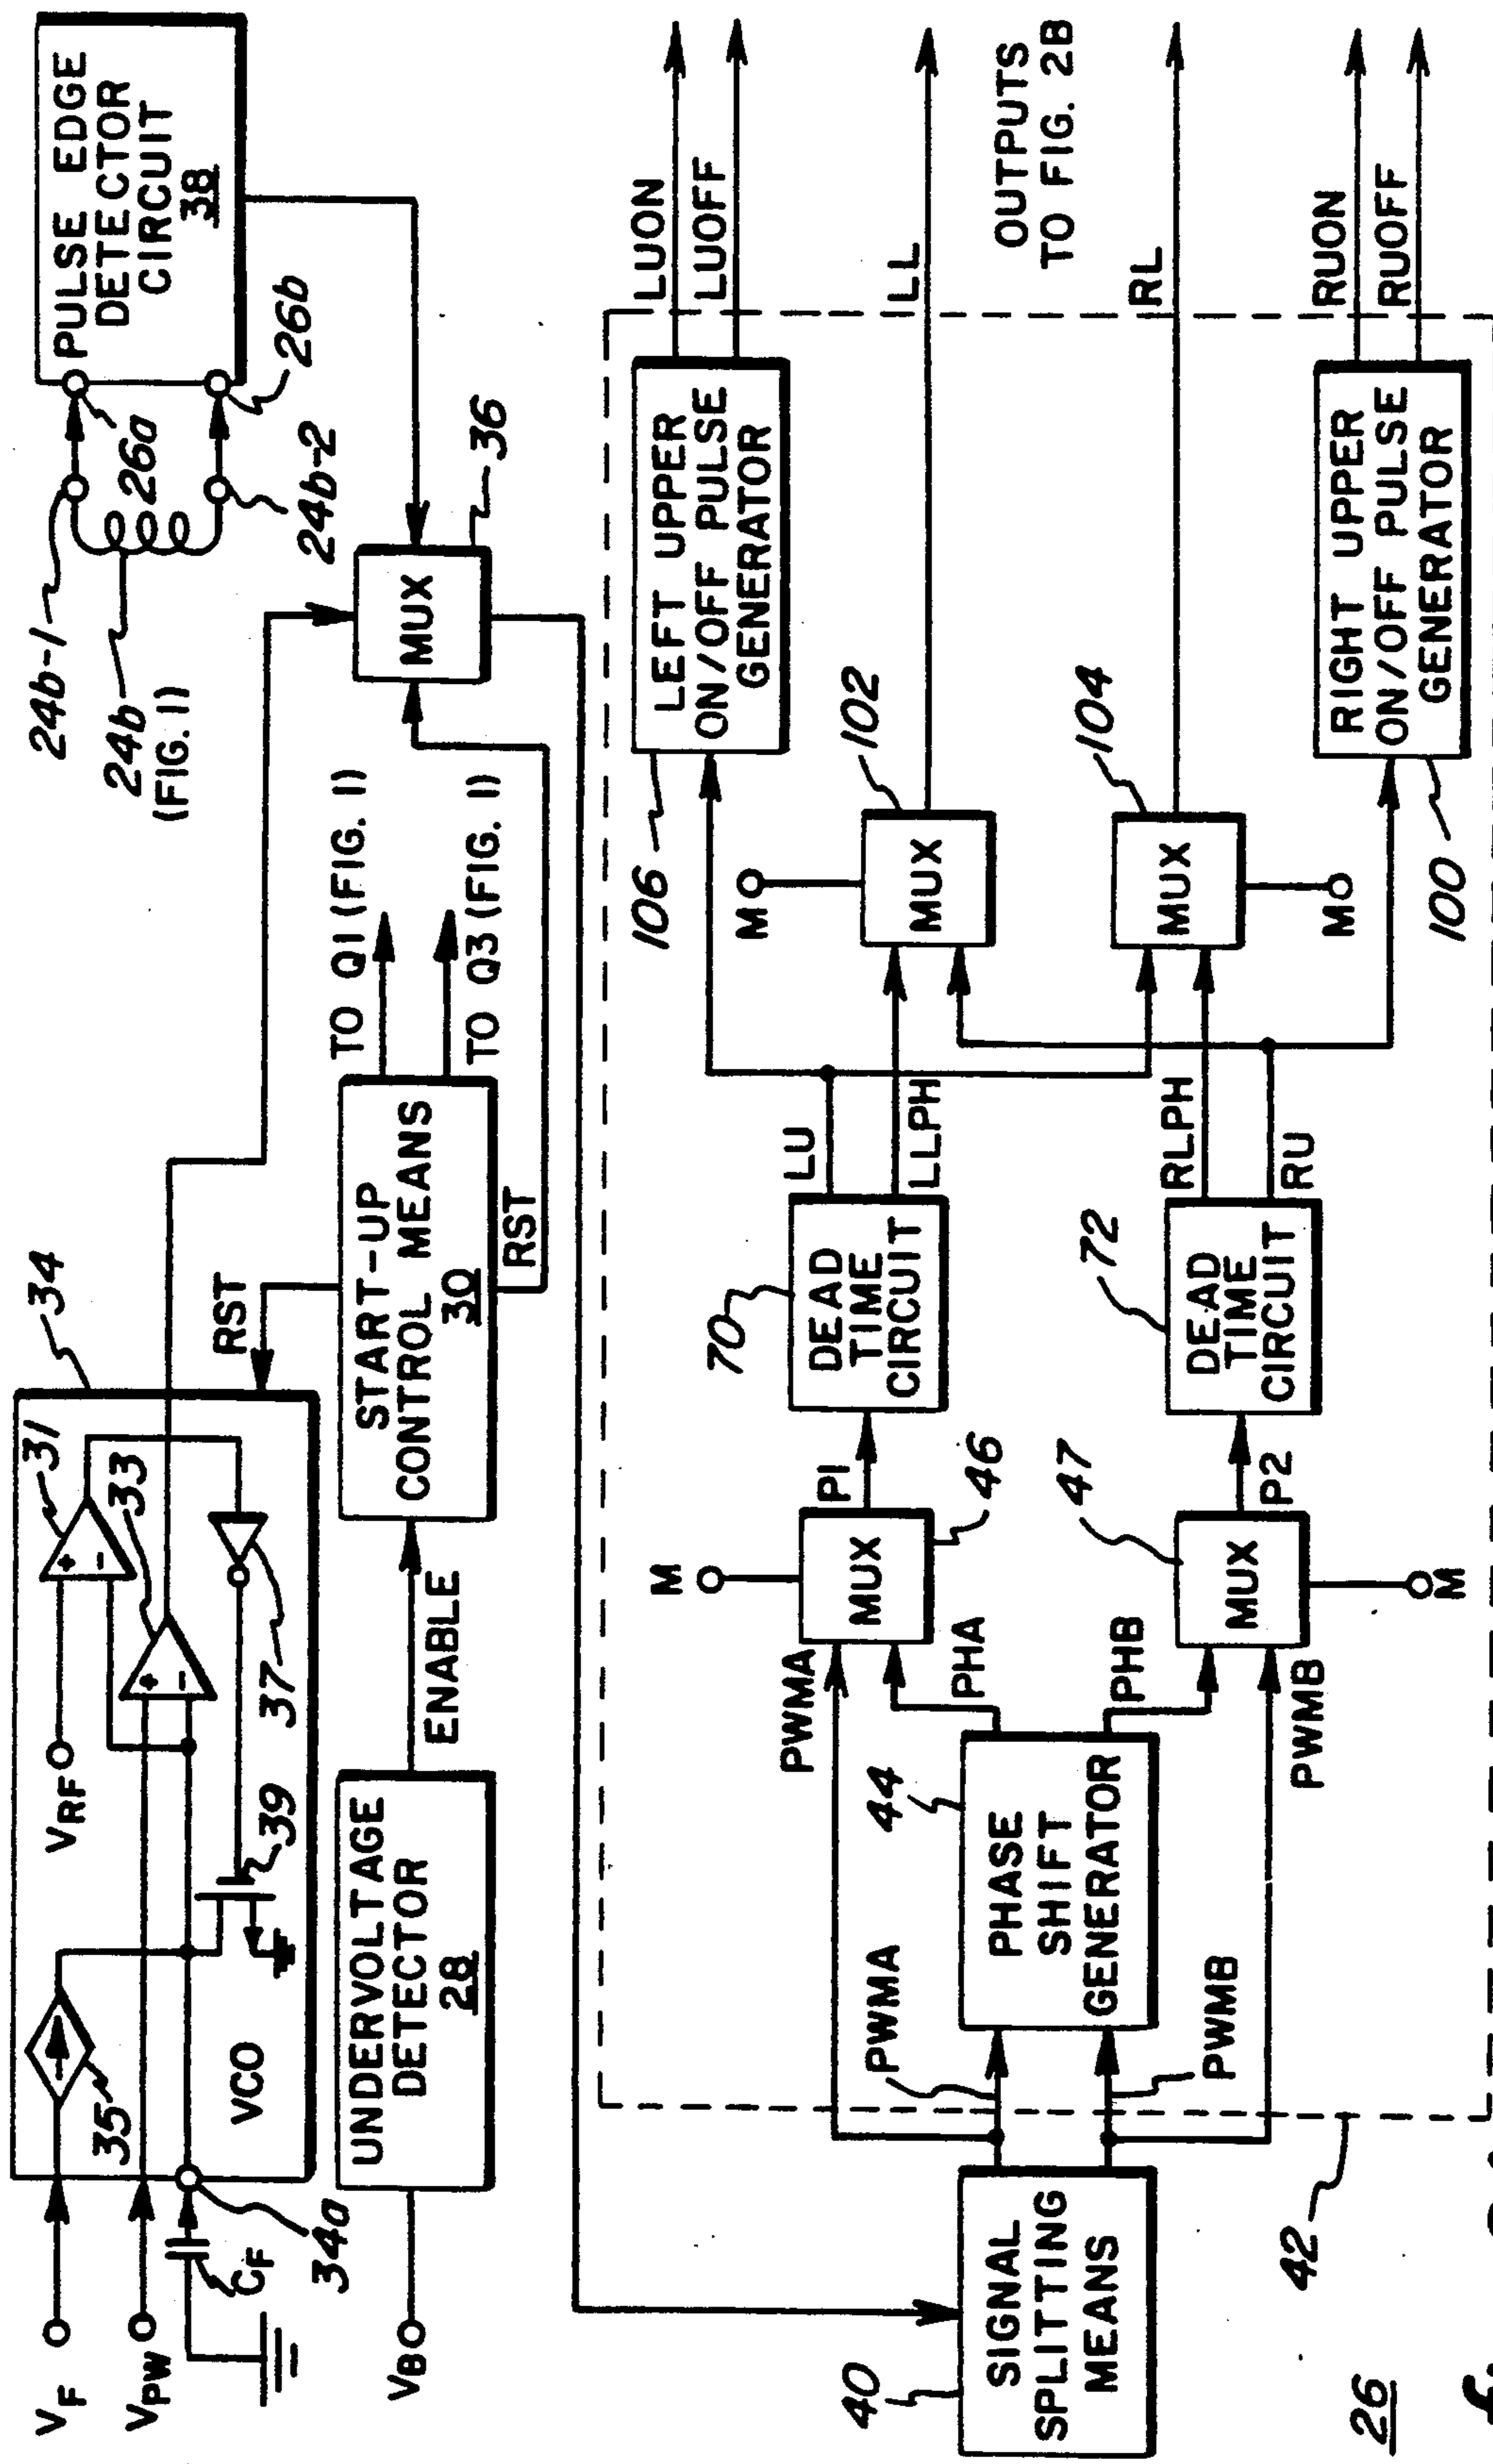 VF
VPW
CF
34a
35
VCO
VRF
31
33
37
39
34
RST
24b-1
24b
(FIG. 1)
26a
24b-2
26b
PULSE EDGE
DETECTOR
CIRCUIT
38
VB
UNDERVOLTAGE
DETECTOR
28
ENABLE
START-UP
CONTROL MEANS
30
RST
TO Q1 (FIG. 1)
TO Q3 (FIG. 1)
MUX
36
40
SIGNAL
SPLITTING
MEANS
42
PWMA
PWMB
44
PHASE
SHIFT
GENERATOR
PWMA
PHA
PHB
PWMB
M
MUX
46
47
MUX
M
P1
P2
70
DEAD
TIME
CIRCUIT
72
DEAD
TIME
CIRCUIT
LU
LLPH
RLPH
RU
106
LEFT UPPER
ON/OFF PULSE
GENERATOR
M
MUX
102
MUX
104
M
100
RIGHT UPPER
ON/OFF PULSE
GENERATOR
LUON
LUOFF
LL
OUTPUTS
TO FIG. 2B
RL
RUON
RUOFF
26